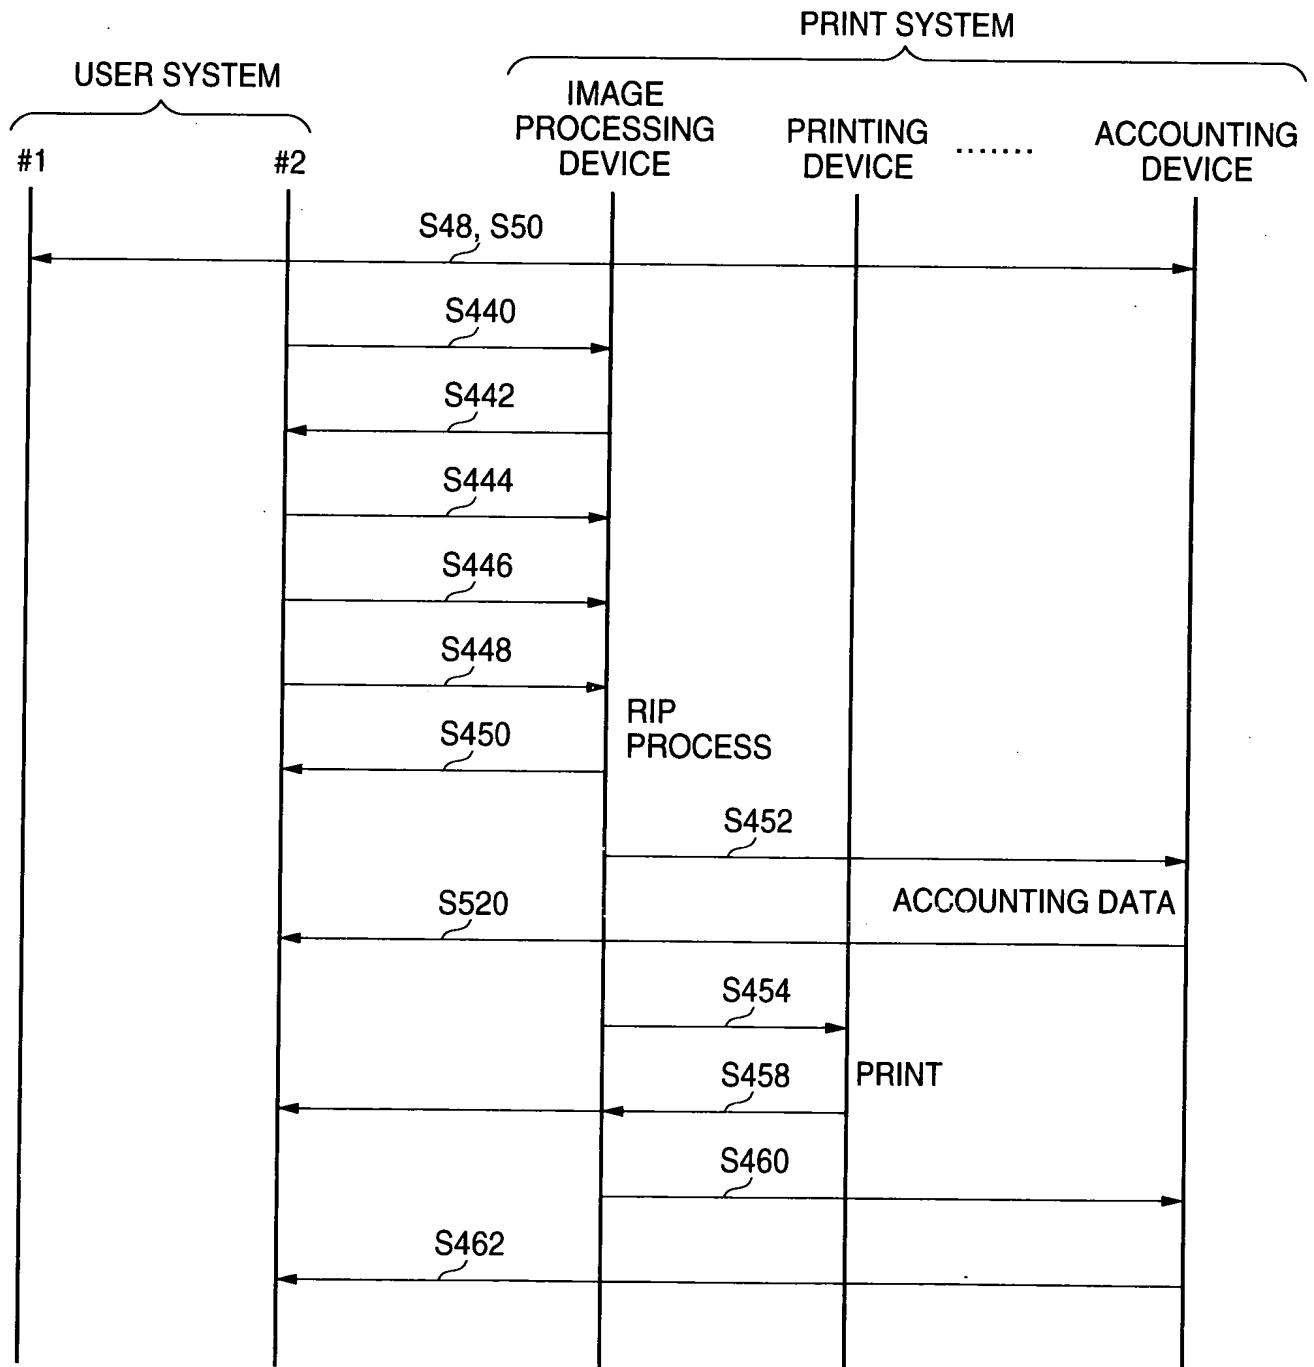 PRINT SYSTEM
USER SYSTEM
#1
#2
IMAGE
PROCESSING
DEVICE
PRINTING
DEVICE
.......
ACCOUNTING
DEVICE
S48, S50
S440
S442
S444
S446
S448
RIP
PROCESS
S450
S452
ACCOUNTING DATA
S520
S454
S458
PRINT
S460
S462